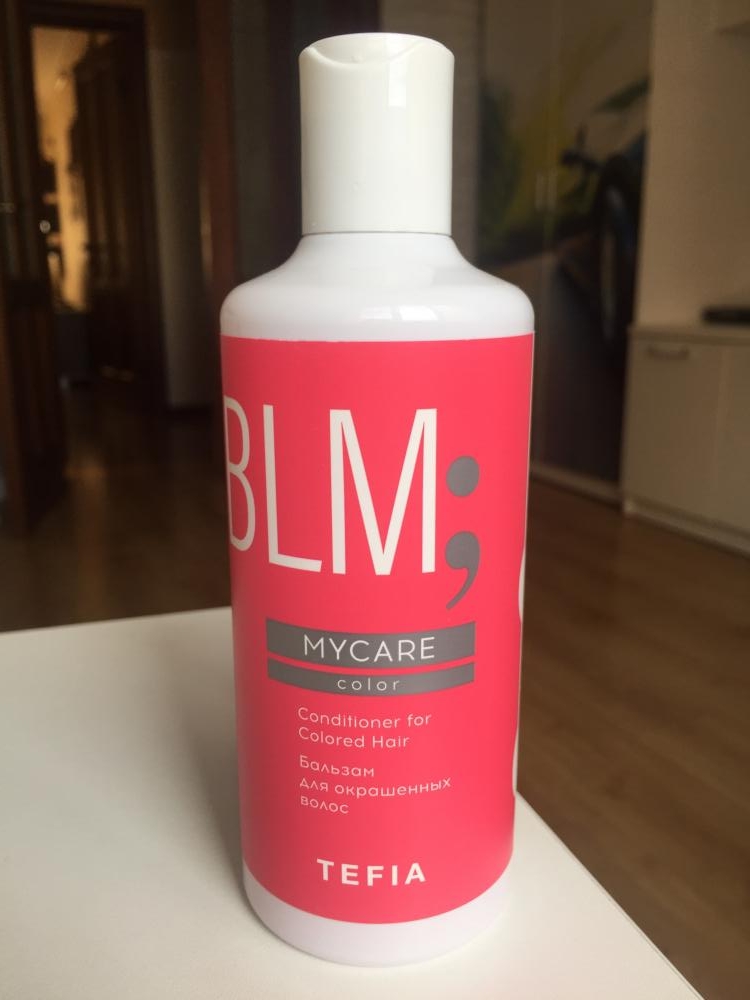 BLM;
MYCARE
color
Conditioner for
Colored Hair
Бальзам
для окрашенных
волос
TEFIA